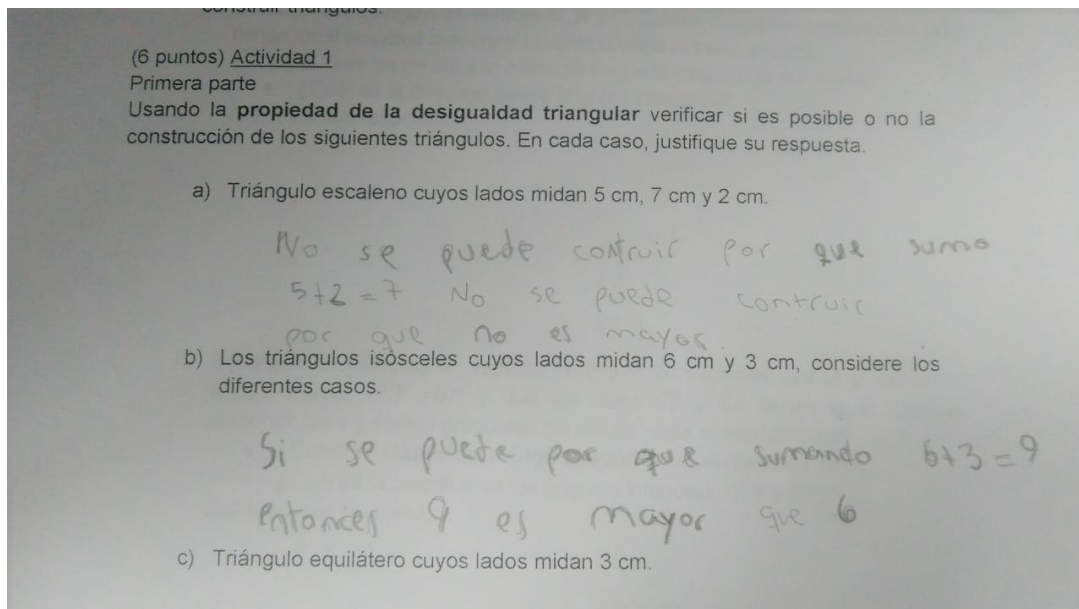 construir triángulos.
(6 puntos) Actividad 1
Primera parte
Usando la propiedad de la desigualdad triangular verificar si es posible o no la
construcción de los siguientes triángulos. En cada caso, justifique su respuesta.
a) Triángulo escaleno cuyos lados midan 5 cm, 7 cm y 2 cm.
No se puede contruir por que sumo
5+2=7 No se puede contruir
por que no es mayor
b) Los triángulos isósceles cuyos lados midan 6 cm y 3 cm, considere los
diferentes casos.
Si se puede por que sumando 6+3=9
entonces 9 es mayor que 6
c) Triángulo equilátero cuyos lados midan 3 cm.